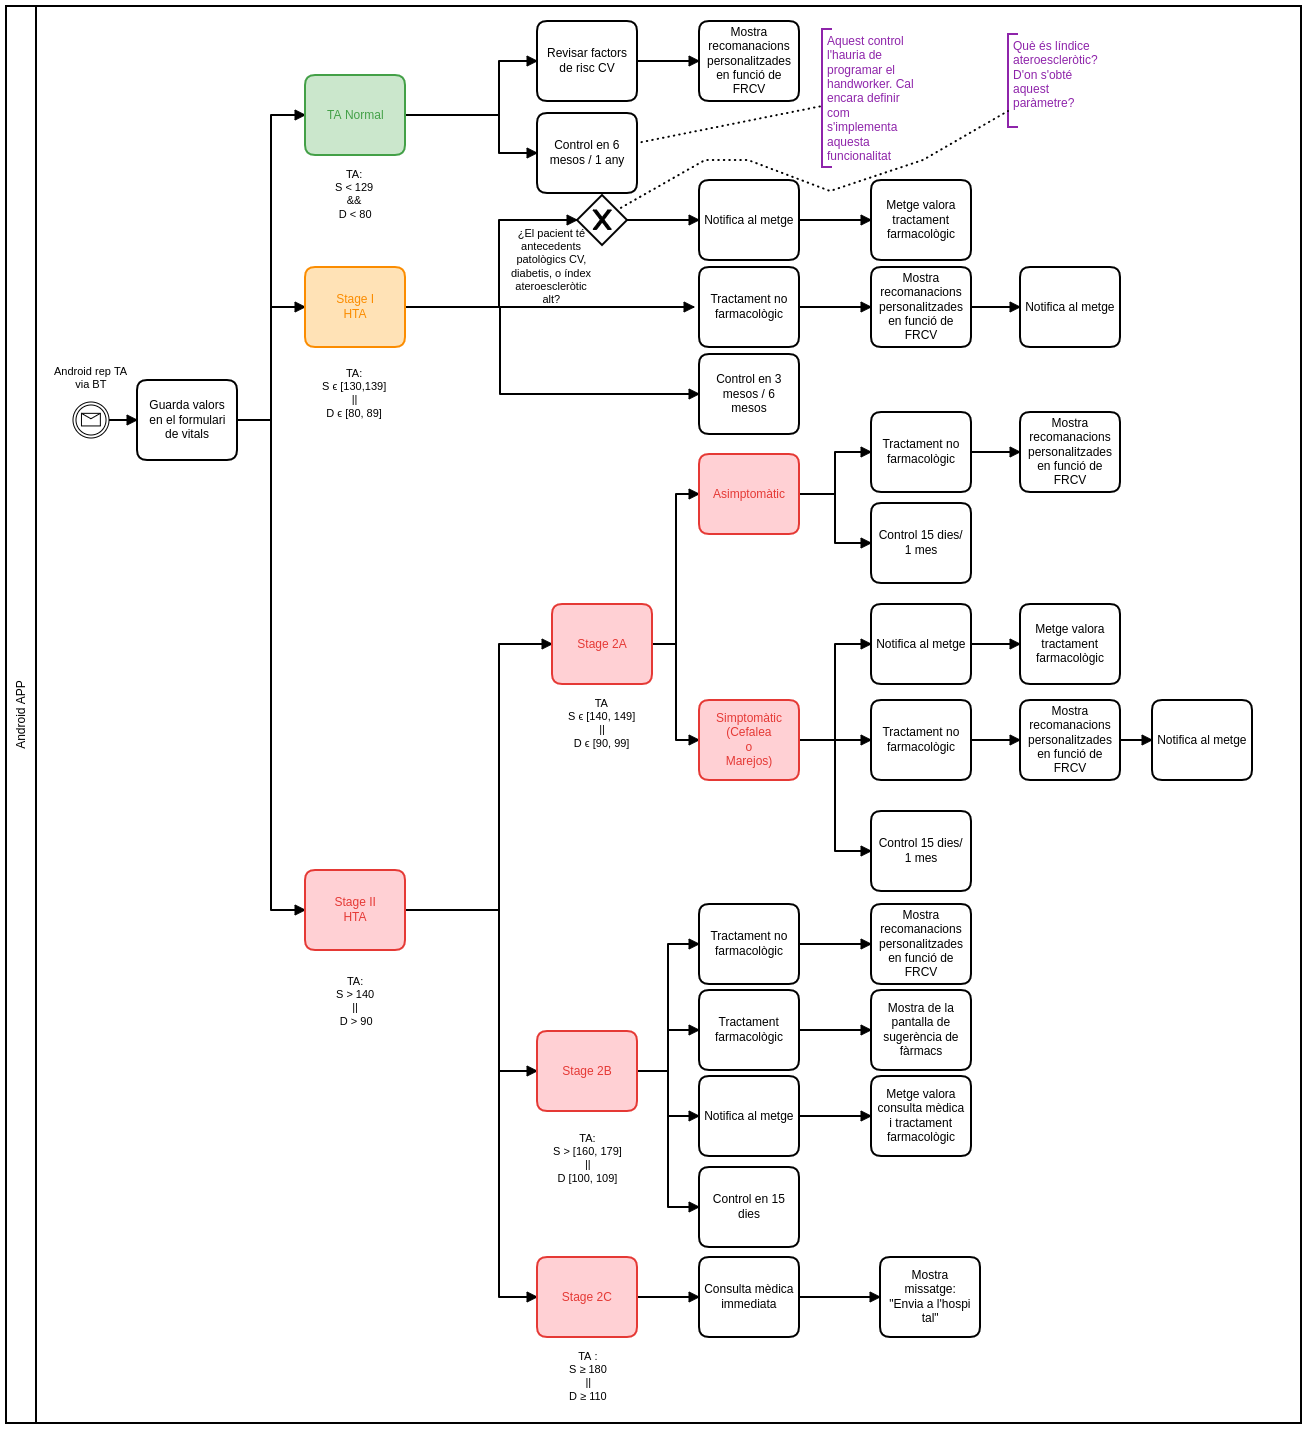 Android APP
Android rep TA
via BT
Guarda valors
en el formulari
de vitals
TA Normal
TA:
S < 129
&&
D < 80
Revisar factors
de risc CV
Mostra
recomanacions
personalitzades
en funció de
FRCV
Control en 6
mesos / 1 any
Aquest control
l'hauria de
programar el
handworker. Cal
encara definir
com
s'implementa
aquesta
funcionalitat
Què és líndice
ateroescleròtic?
D'on s'obté
aquest
paràmetre?
Stage I
HTA
TA:
S ϵ [130,139]
||
D ϵ [80, 89]
¿El pacient té
antecedents
patològics CV,
diabetis, o índex
ateroescleròtic
alt?
Notifica al metge
Metge valora
tractament
farmacològic
Tractament no
farmacològic
Mostra
recomanacions
personalitzades
en funció de
FRCV
Notifica al metge
Control en 3
mesos / 6
mesos
Stage II
HTA
TA:
S > 140
||
D > 90
Stage 2A
TA
S ϵ [140, 149]
||
D ϵ [90, 99]
Asimptomàtic
Tractament no
farmacològic
Mostra
recomanacions
personalitzades
en funció de
FRCV
Control 15 dies/
1 mes
Simptomàtic
(Cefalea
o
Marejos)
Notifica al metge
Metge valora
tractament
farmacològic
Tractament no
farmacològic
Mostra
recomanacions
personalitzades
en funció de
FRCV
Notifica al metge
Control 15 dies/
1 mes
Stage 2B
TA:
S > [160, 179]
||
D [100, 109]
Tractament no
farmacològic
Mostra
recomanacions
personalitzades
en funció de
FRCV
Tractament
farmacològic
Mostra de la
pantalla de
sugerència de
fàrmacs
Notifica al metge
Metge valora
consulta mèdica
i tractament
farmacològic
Control en 15
dies
Stage 2C
TA :
S ≥ 180
||
D ≥ 110
Consulta mèdica
immediata
Mostra
missatge:
"Envia a l'hospi
tal"